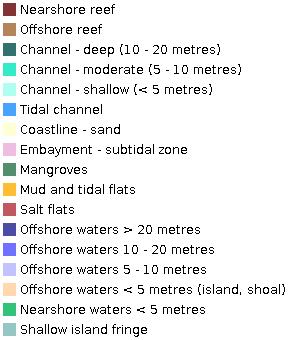 Nearshore reef
Offshore reef
Channel - deep (10 - 20 metres)
Channel - moderate (5 - 10 metres)
Channel - shallow (< 5 metres)
Tidal channel
Coastline - sand
Embayment - subtidal zone
Mangroves
Mud and tidal flats
Salt flats
Offshore waters > 20 metres
Offshore waters 10 - 20 metres
Offshore waters 5 - 10 metres
Offshore waters < 5 metres (island, shoal)
Nearshore waters < 5 metres
Shallow island fringe